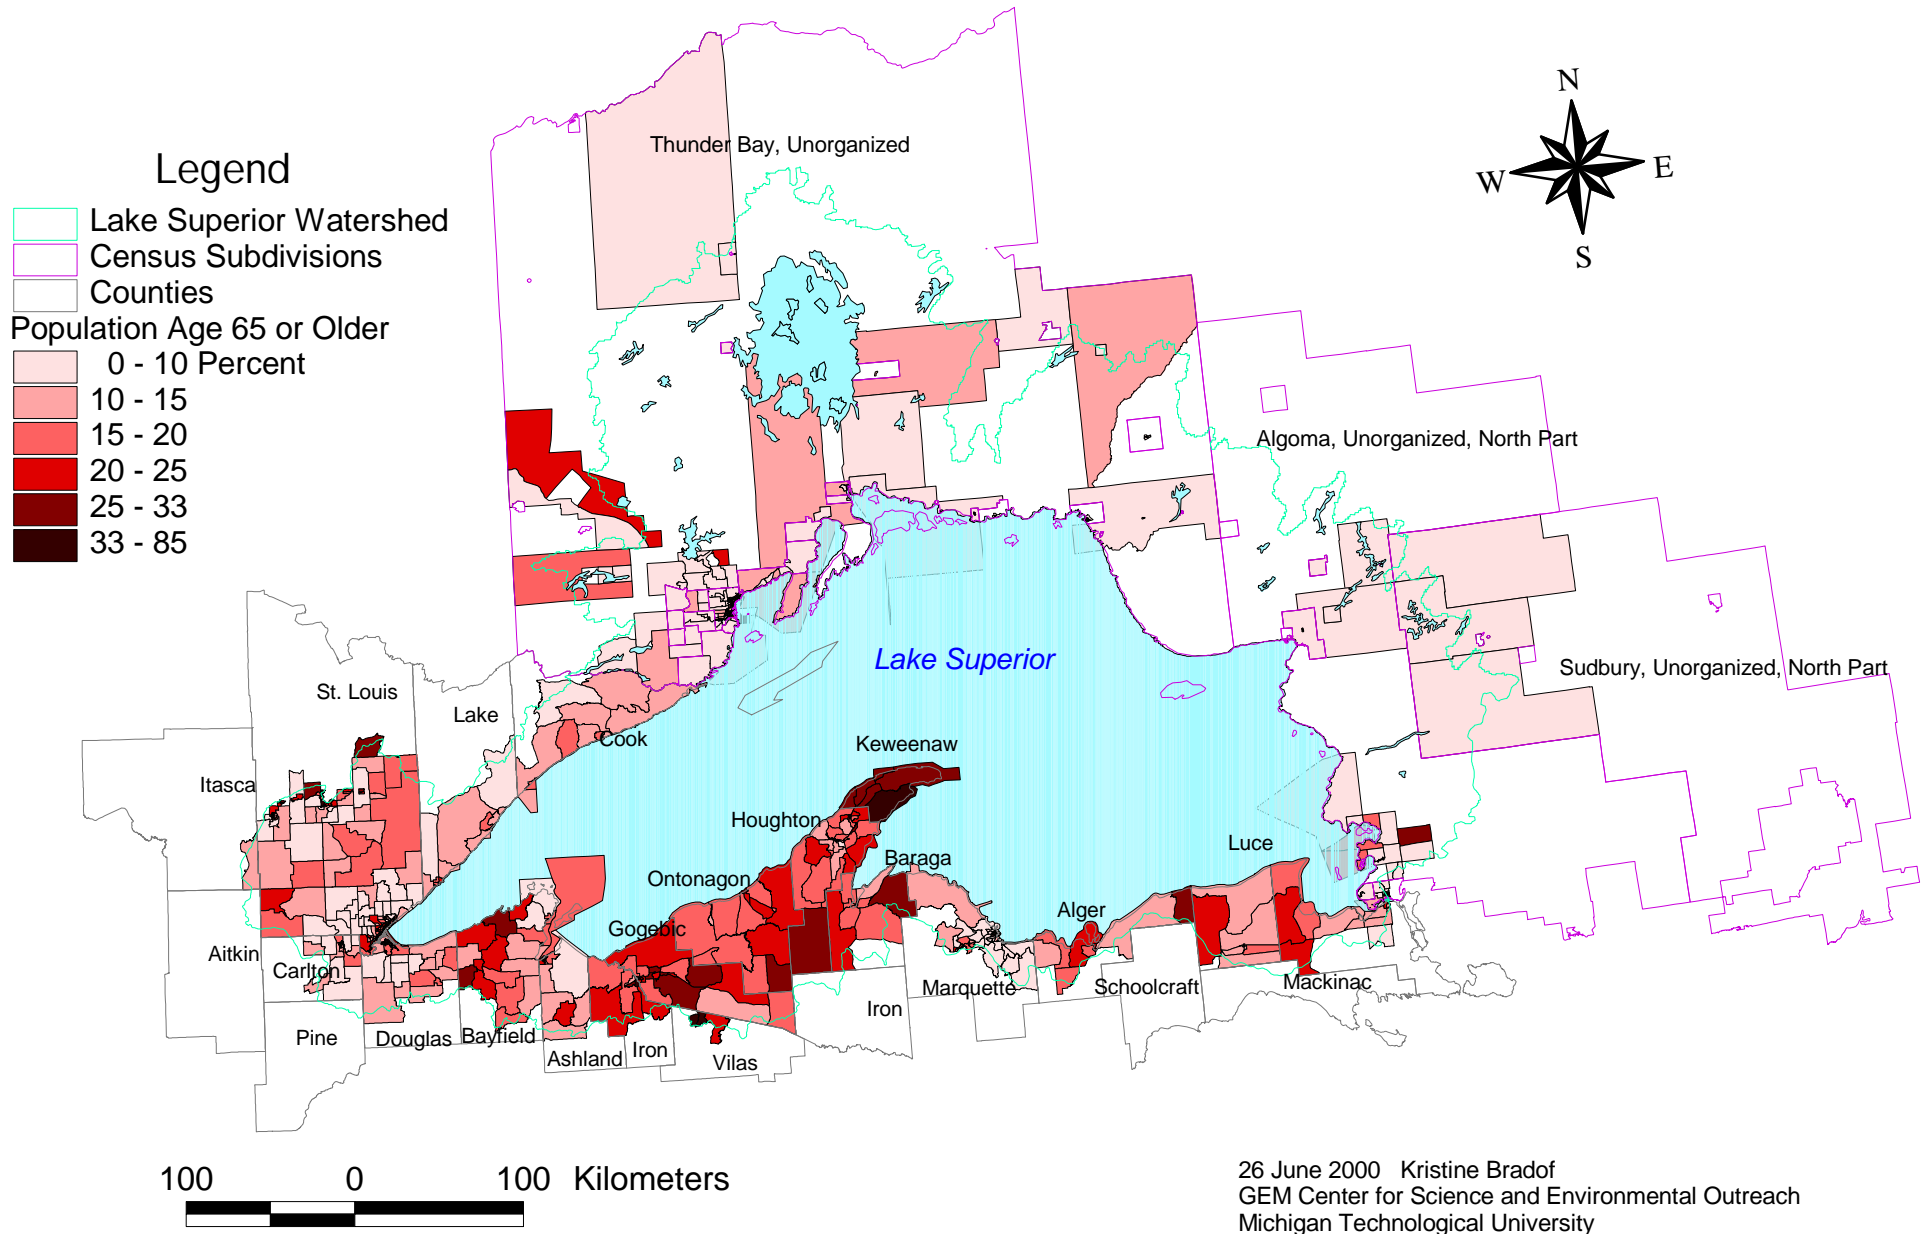 N
W
E
S
Thunder Bay, Unorganized
Legend
Lake Superior Watershed
Census Subdivisions
Counties
Population Age 65 or Older
0 - 10 Percent
10 - 15
15 - 20
20 - 25
25 - 33
33 - 85
Algoma, Unorganized, North Part
Lake Superior
Sudbury, Unorganized, North Part
St. Louis
Lake
Cook
Keweenaw
Itasca
Houghton
Luce
Baraga
Ontonagon
Alger
Gogebic
Aitkin
Carlton
Marquette
Schoolcraft
Mackinac
Iron
Pine
Douglas
Bayfield
Ashland
Iron
Vilas
100 0 100 Kilometers
26 June 2000 Kristine Bradof
GEM Center for Science and Environmental Outreach
Michigan Technological University